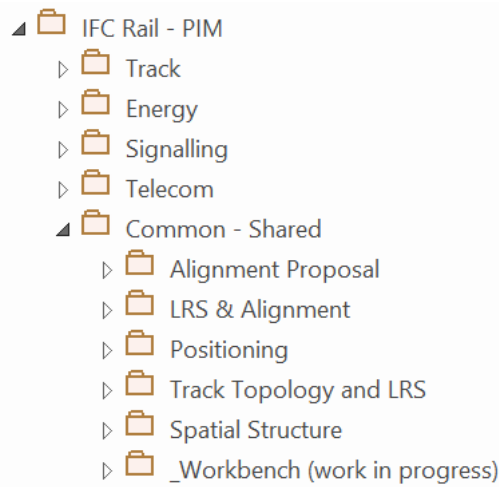 IFC Rail - PIM
Track
Energy
Signalling
Telecom
Common - Shared
Alignment Proposal
LRS & Alignment
Positioning
Track Topology and LRS
Spatial Structure
_Workbench (work in progress)